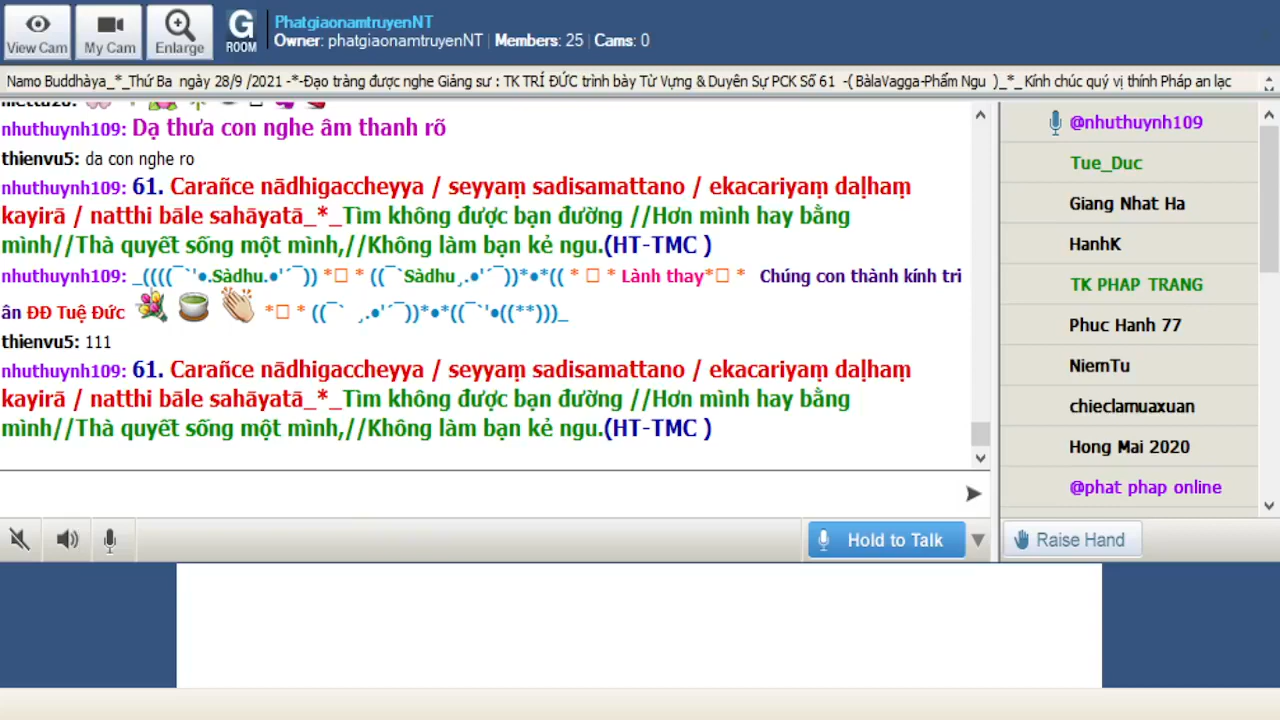 View Cam
My Cam
Enlarge
G
ROOM
PhatgiaonamtruyenNT
Owner: phatgiaonamtruyenNT | Members: 25 | Cams: 0
Namo Buddhàya_*_Thứ Ba ngày 28/9 /2021 -*-Đạo tràng được nghe Giảng sư : TK TRÍ ĐỨC trình bày Từ Vựng & Duyên Sự PCK Số 61 -( BàlaVagga-Phẩm Ngu )_*_ Kính chúc quý vị thính Pháp an lạc
nhuthuynh109: Dạ thưa con nghe âm thanh rõ
thienvu5: da con nghe ro
nhuthuynh109: 61. Carañce nādhigaccheyya / seyyaṃ sadisamattano / ekacariyaṃ daḷhaṃ
kayirā / natthi bāle sahāyatā_*_Tìm không được bạn đường //Hơn mình hay bằng
mình//Thà quyết sống một mình,//Không làm bạn kẻ ngu.(HT-TMC )
nhuthuynh109: _((((¯`'●.Sàdhu.●'´¯)) *□ * ((¯`Sàdhu¸.●'´¯))*●*(( * □ * Lành thay*□ * Chúng con thành kính tri
ân ĐĐ Tuệ Đức *□ * ((¯` ¸.●'´¯))*●*((¯`'●((**)))_
thienvu5: 111
nhuthuynh109: 61. Carañce nādhigaccheyya / seyyaṃ sadisamattano / ekacariyaṃ daḷhaṃ
kayirā / natthi bāle sahāyatā_*_Tìm không được bạn đường //Hơn mình hay bằng
mình//Thà quyết sống một mình,//Không làm bạn kẻ ngu.(HT-TMC )
@nhuthuynh109
Tue_Duc
Giang Nhat Ha
HanhK
TK PHAP TRANG
Phuc Hanh 77
NiemTu
chieclamuaxuan
Hong Mai 2020
@phat phap online
Hold to Talk
Raise Hand